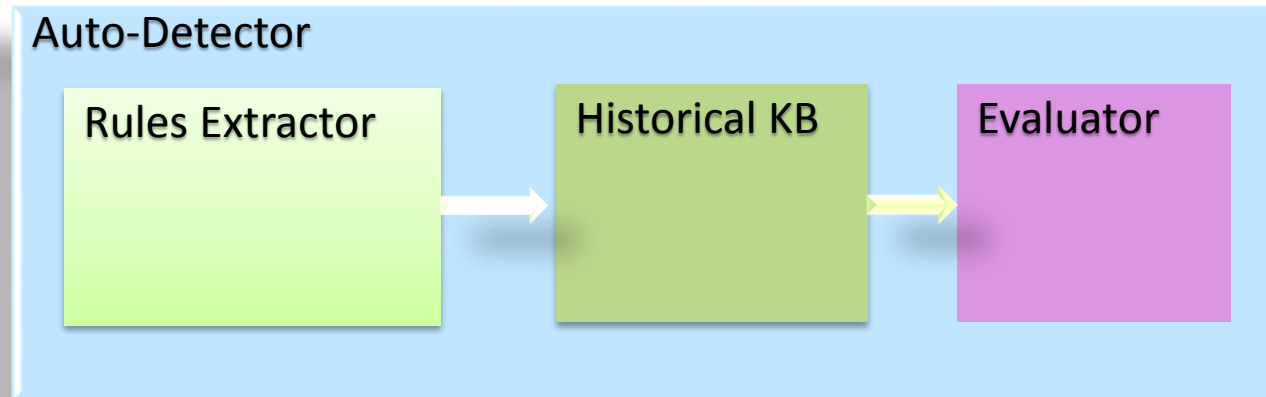 Auto-Detector
Rules Extractor
Historical KB
Evaluator